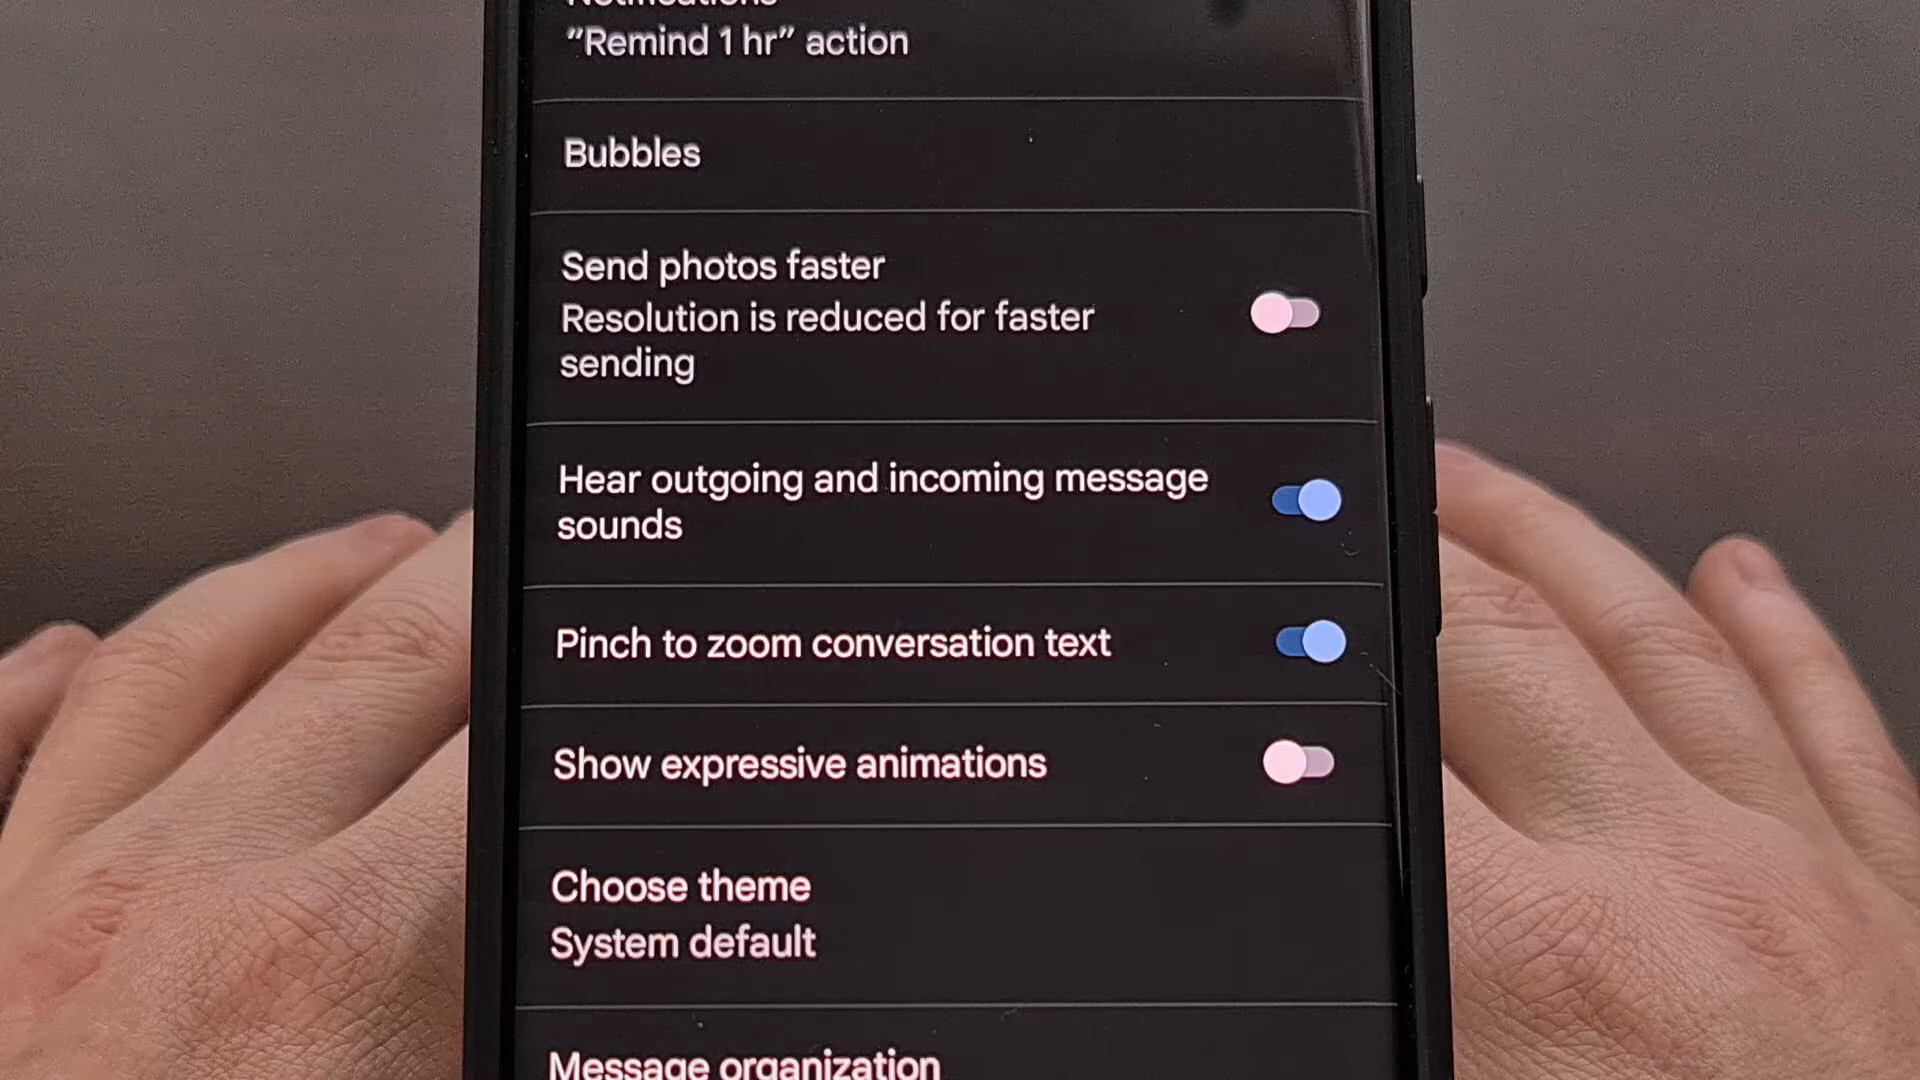 Notifications
“Remind 1 hr” action
Bubbles
Send photos faster
Resolution is reduced for faster
sending
Hear outgoing and incoming message
sounds
Pinch to zoom conversation text
Show expressive animations
Choose theme
System default
Message organization